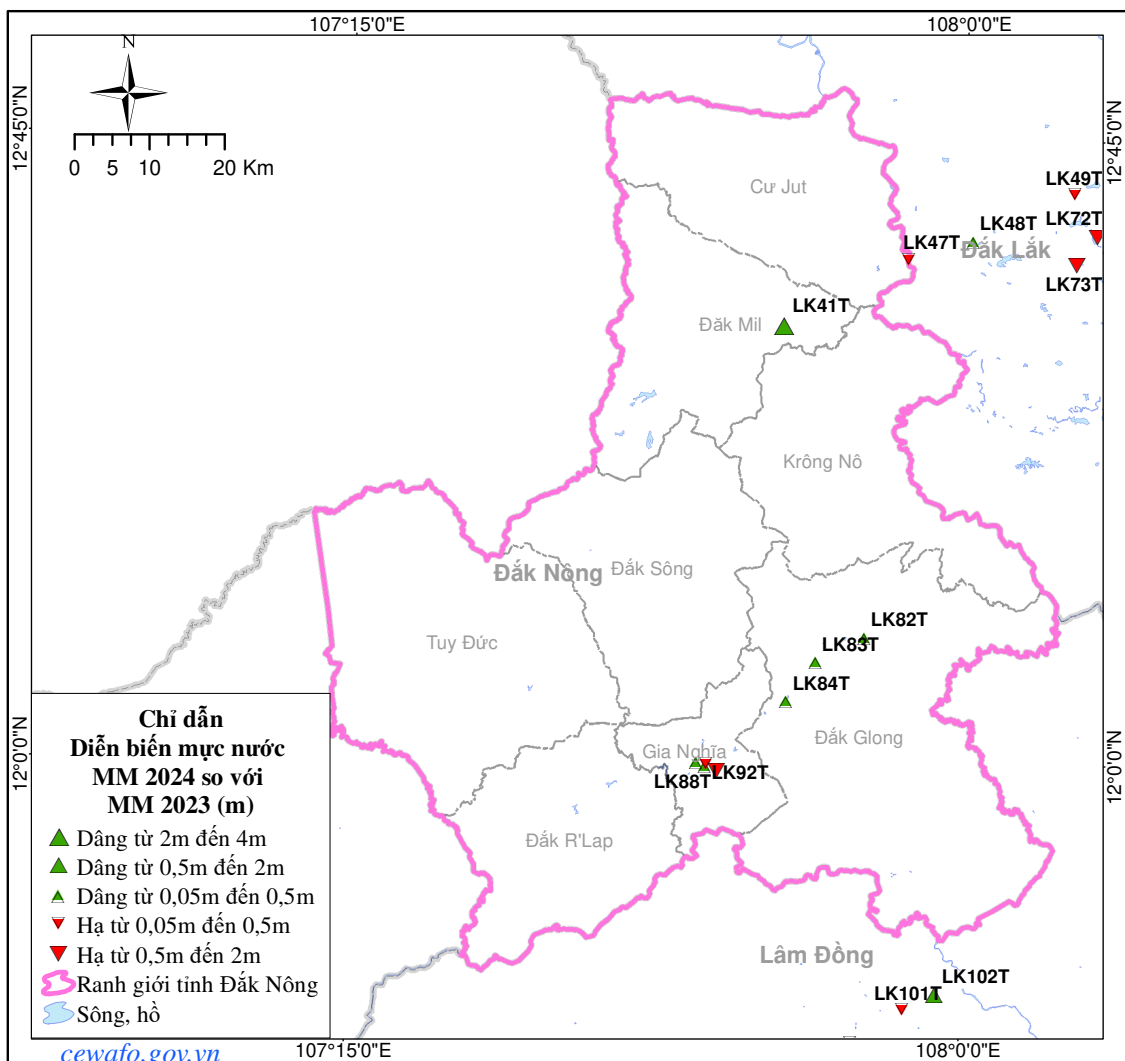 107°15'0"E
108°0'0"E
N
12°45'0"N
12°45'0"N
0 5 10 20 Km
Cư Jut
LK49T
LK48T
LK72T
LK47T
Đắk Lắk
LK73T
LK41T
Đăk Mil
Krông Nô
Đắk Nông
Đắk Sông
Tuy Đức
LK82T
LK83T
LK84T
Đắk Glong
Gia Nghĩa
LK88T
LK92T
12°0'0"N
12°0'0"N
Đắk R'Lap
Lâm Đồng
LK102T
LK101T
Chỉ dẫn
Diễn biến mực nước
MM 2024 so với
MM 2023 (m)
Dâng từ 2m đến 4m
Dâng từ 0,5m đến 2m
Dâng từ 0,05m đến 0,5m
Hạ từ 0,05m đến 0,5m
Hạ từ 0,5m đến 2m
Ranh giới tỉnh Đắk Nông
Sông, hồ
cewafo.gov.vn
107°15'0"E
108°0'0"E